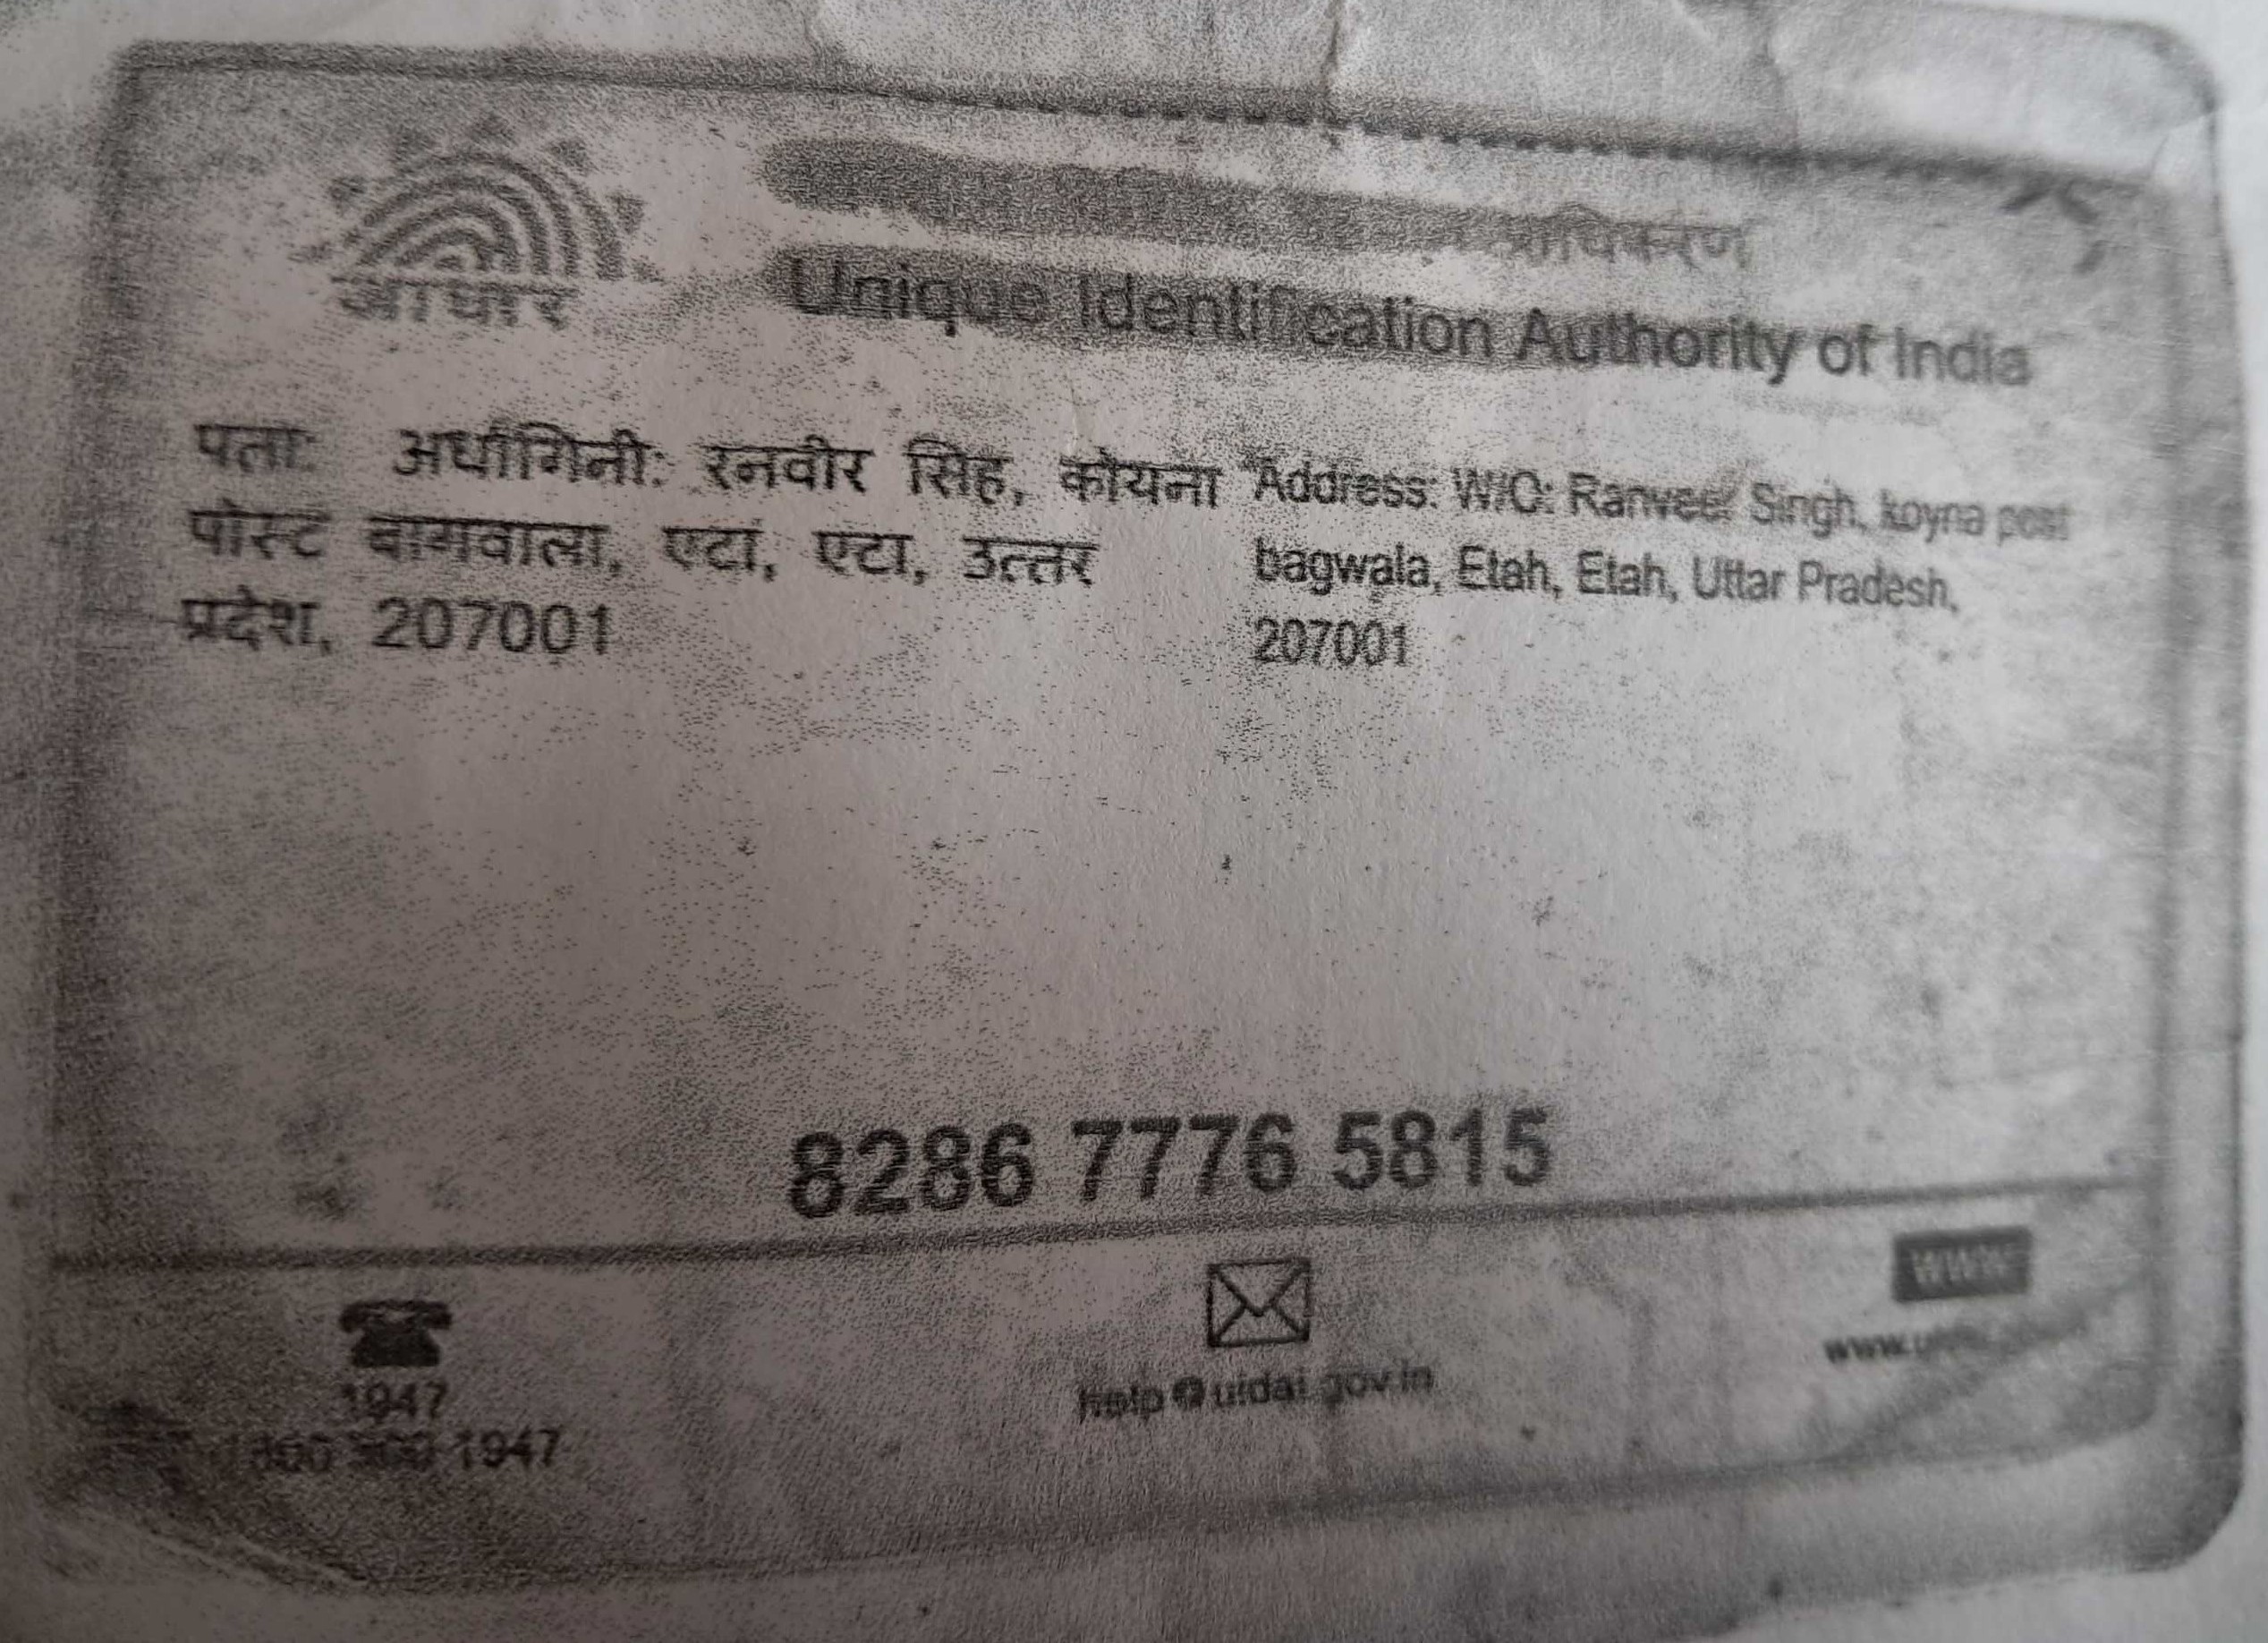 आधार
प्राधिकरण
Unique Identification Authority of India
पता: अर्धांगिनी: रनवीर सिंह, कोयना
पोस्ट बागवाला, एटा, एटा, उत्तर
प्रदेश, 207001
Address: W/O: Ranveer Singh, koyna post
bagwala, Etah, Etah, Uttar Pradesh,
207001
8286 7776 5815
1947
1947
help@uidai.gov.in
WWW